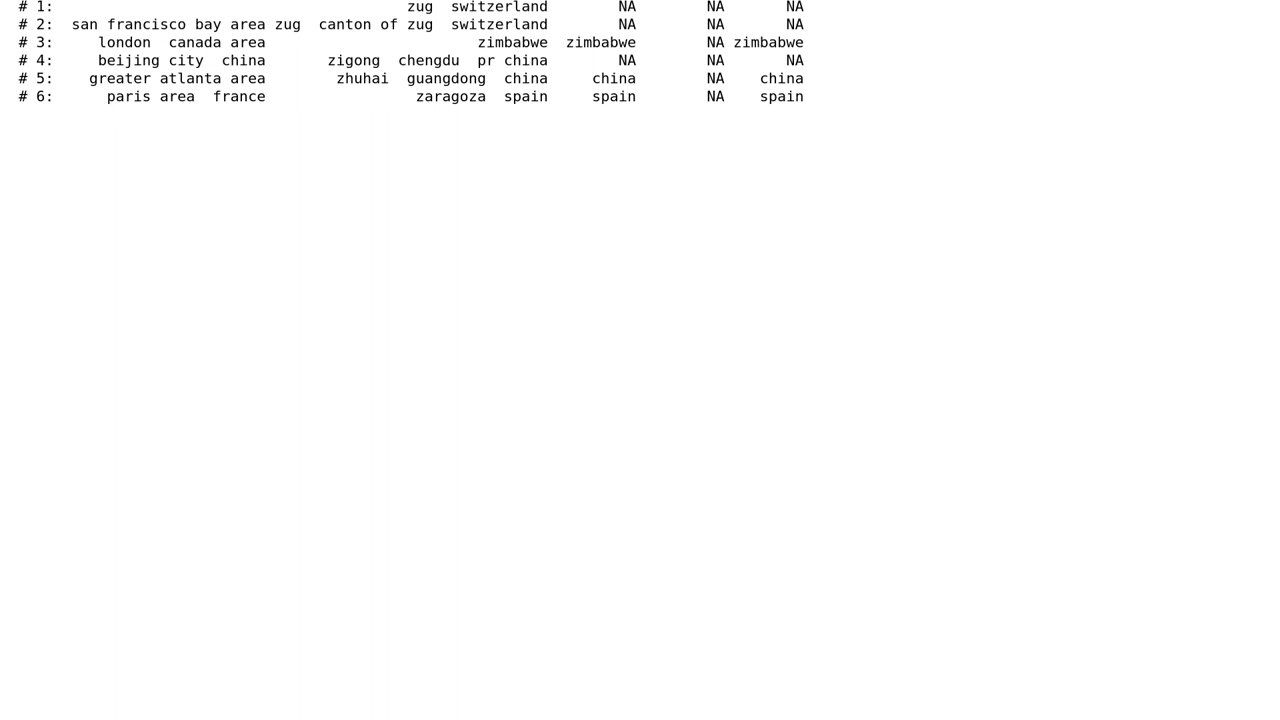 # 1:                                        zug  switzerland        NA        NA       NA
# 2:  san francisco bay area zug  canton of zug  switzerland        NA        NA       NA
# 3:     london  canada area                        zimbabwe  zimbabwe        NA zimbabwe
# 4:     beijing city  china       zigong  chengdu  pr china        NA        NA       NA
# 5:    greater atlanta area        zhuhai  guangdong  china     china        NA    china
# 6:      paris area  france                 zaragoza  spain     spain        NA    spain